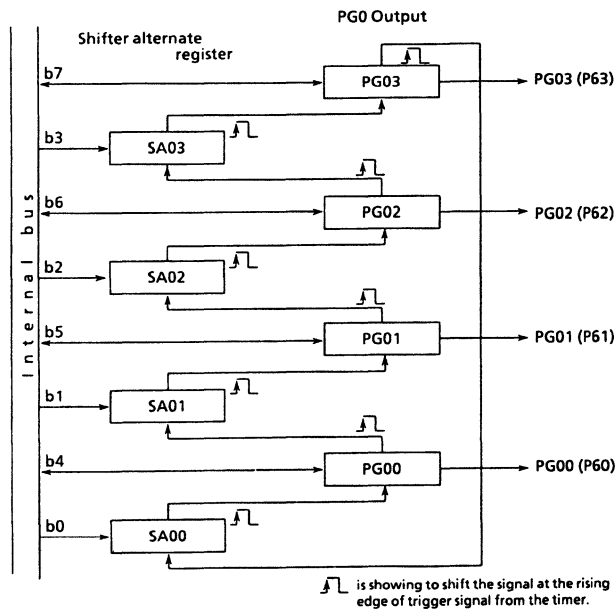 PG0 Output
Shifter alternate
register
b7
PG03
PG03 (P63)
b3
SA03
b6
PG02
PG02 (P62)
b2
SA02
Internal bus
b5
PG01
PG01 (P61)
b1
SA01
b4
PG00
PG00 (P60)
b0
SA00
is showing to shift the signal at the rising
edge of trigger signal from the timer.